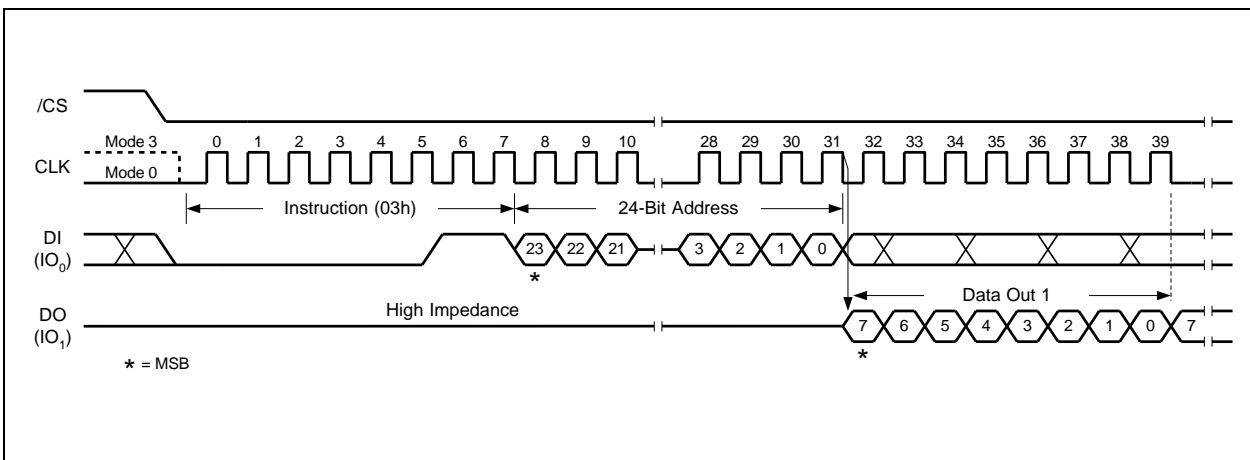 /CS
Mode 3 0 1 2 3 4 5 6 7 8 9 10 28 29 30 31 32 33 34 35 36 37 38 39
CLK
Mode 0
Instruction (03h) 24-Bit Address
DI
(IO0)
23 22 21 3 2 1 0
*
Data Out 1
High Impedance
DO
(IO1)
7 6 5 4 3 2 1 0 7
*
* = MSB